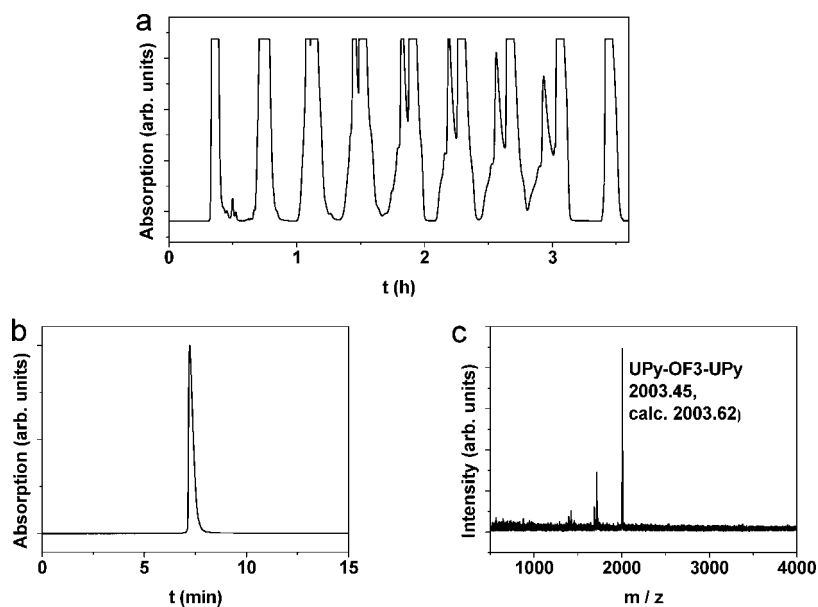 a
Absorption (arb. units)
0
1
2
3
t (h)
b
Absorption (arb. units)
0
5
10
15
t (min)
c
Intensity (arb. units)
UPy-OF3-UPy
2003.45,
calc. 2003.62)
1000
2000
3000
4000
m / z